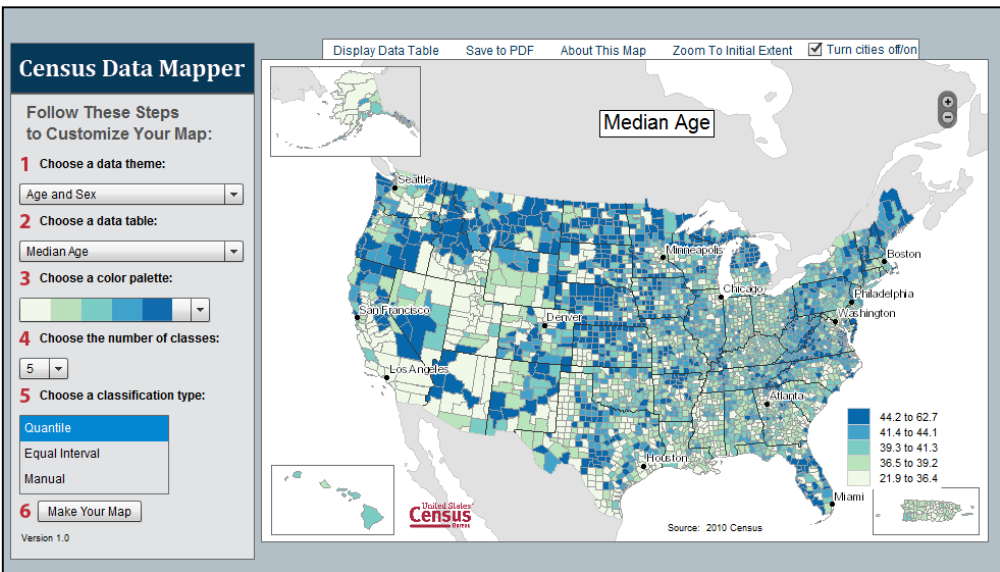 Display Data Table Save to PDF About This Map Zoom To Initial Extent Turn cities off/on
Census Data Mapper
Follow These Steps
to Customize Your Map:
1 Choose a data theme:
Age and Sex
2 Choose a data table:
Median Age
3 Choose a color palette:
4 Choose the number of classes:
5
5 Choose a classification type:
Quantile
Equal Interval
Manual
6 Make Your Map
Version 1.0
Median Age
Seattle
Minneapolis
Boston
Chicago
Philadelphia
San Francisco
Denver
Washington
Los Angeles
Atlanta
Houston
Miami
44.2 to 62.7
41.4 to 44.1
39.3 to 41.3
36.5 to 39.2
21.9 to 36.4
United States
Census
Bureau
Source: 2010 Census